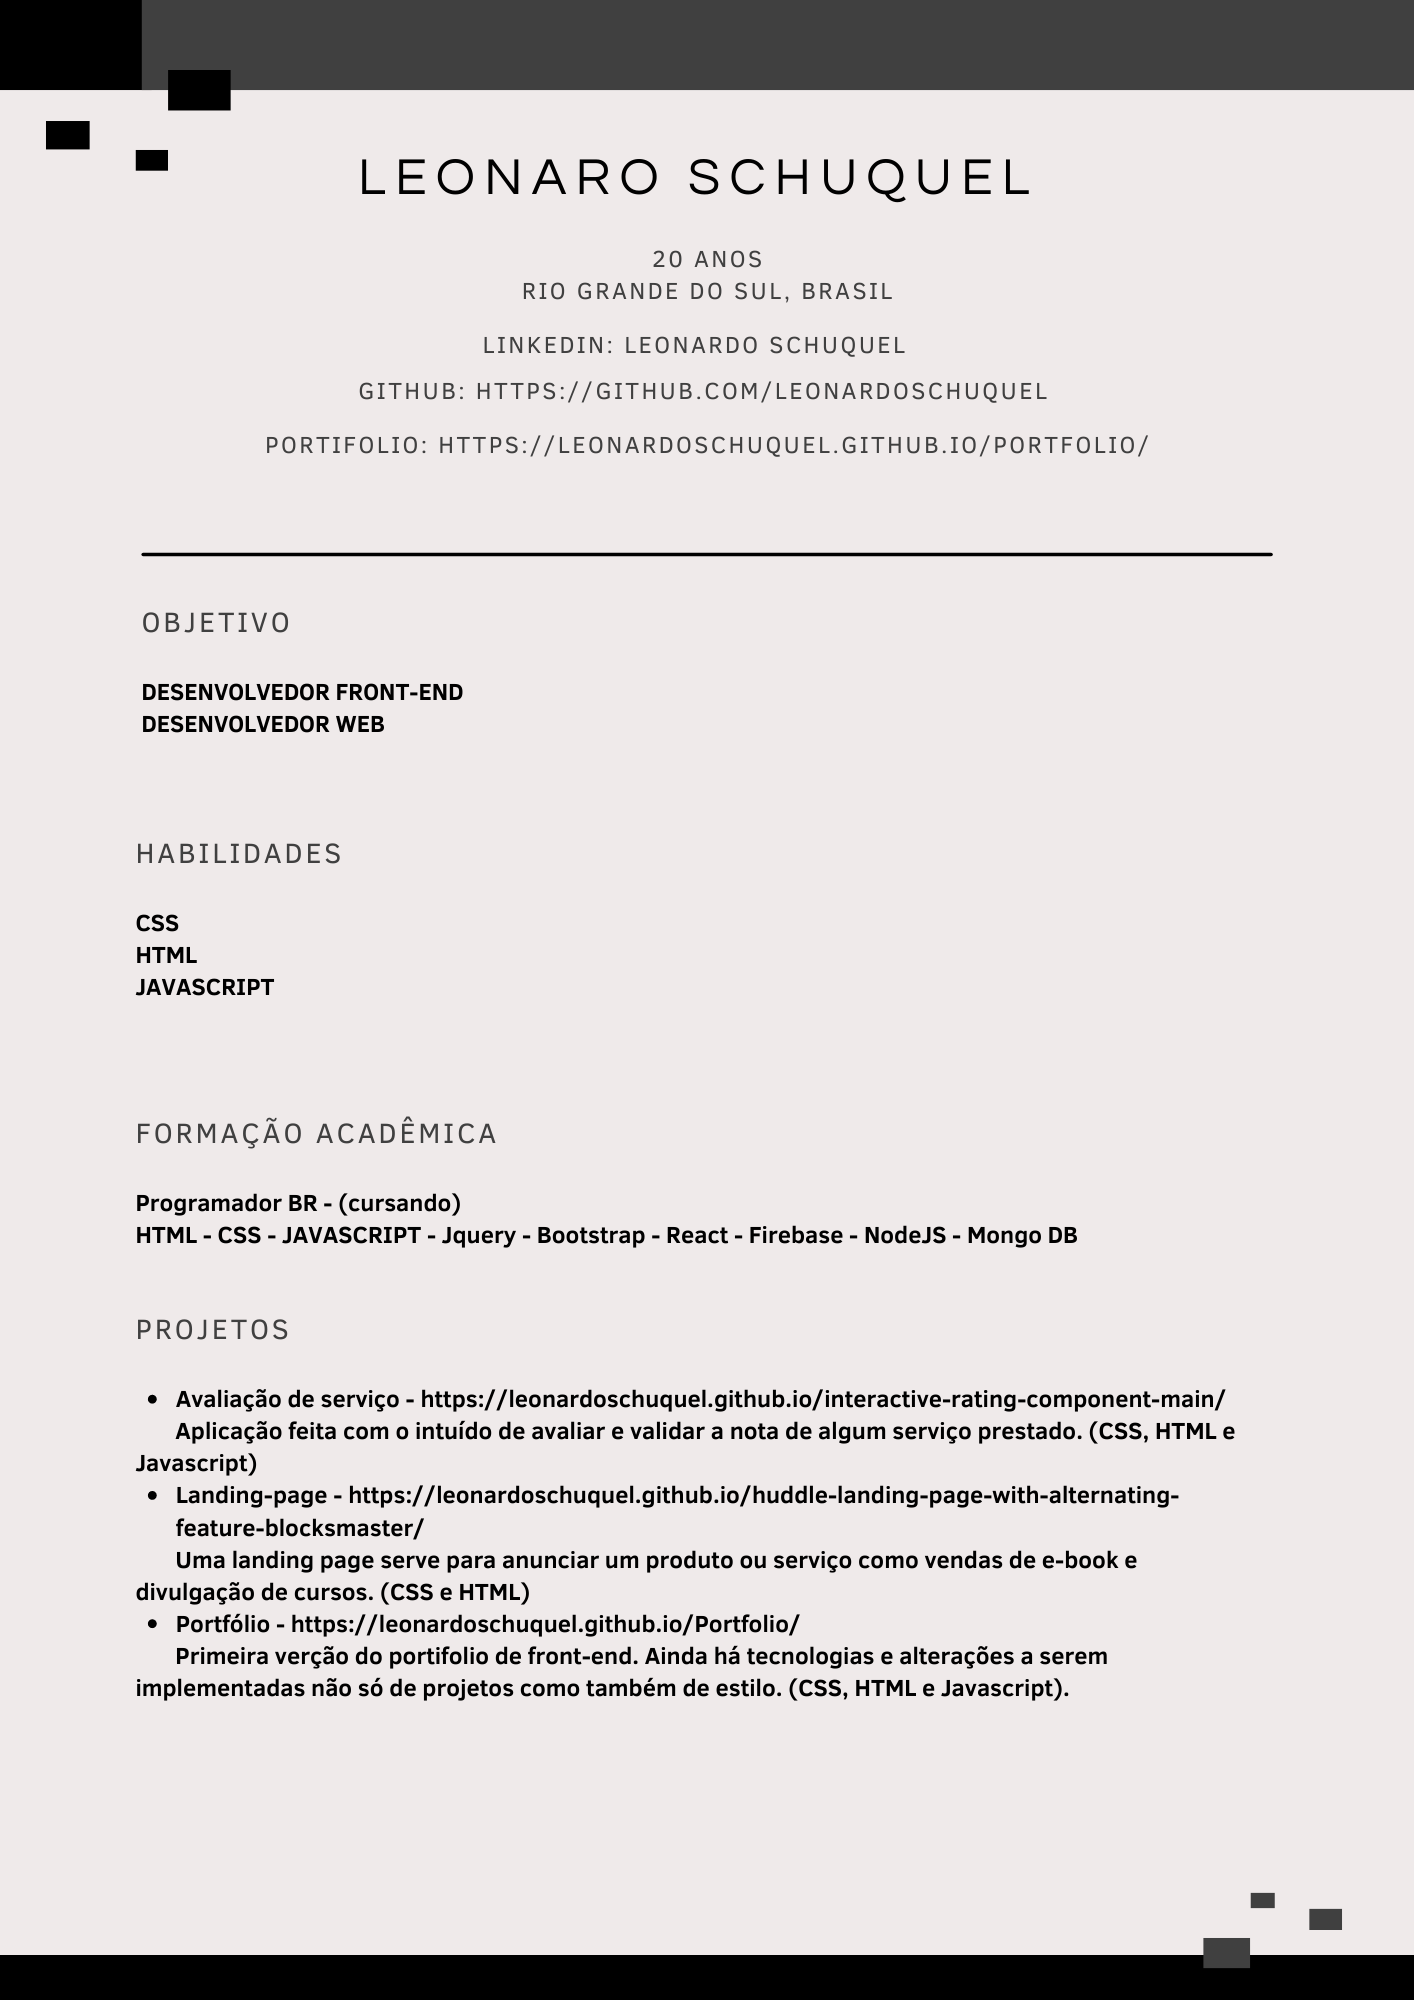 LEONARO SCHUQUEL
20 ANOS
RIO GRANDE DO SUL, BRASIL
LINKEDIN: LEONARDO SCHUQUEL
GITHUB: HTTPS://GITHUB.COM/LEONARDOSCHUQUEL
PORTIFOLIO: HTTPS://LEONARDOSCHUQUEL.GITHUB.IO/PORTFOLIO/
OBJETIVO
DESENVOLVEDOR FRONT-END
DESENVOLVEDOR WEB
HABILIDADES
CSS
HTML
JAVASCRIPT
FORMAÇÃO ACADÊMICA
Programador BR - (cursando)
HTML - CSS - JAVASCRIPT - Jquery - Bootstrap - React - Firebase - NodeJS - Mongo DB
PROJETOS
• Avaliação de serviço - https://leonardoschuquel.github.io/interactive-rating-component-main/
Aplicação feita com o intuído de avaliar e validar a nota de algum serviço prestado. (CSS, HTML e
Javascript)
• Landing-page - https://leonardoschuquel.github.io/huddle-landing-page-with-alternating-
feature-blocksmaster/
Uma landing page serve para anunciar um produto ou serviço como vendas de e-book e
divulgação de cursos. (CSS e HTML)
• Portfólio - https://leonardoschuquel.github.io/Portfolio/
Primeira verção do portifolio de front-end. Ainda há tecnologias e alterações a serem
implementadas não só de projetos como também de estilo. (CSS, HTML e Javascript).